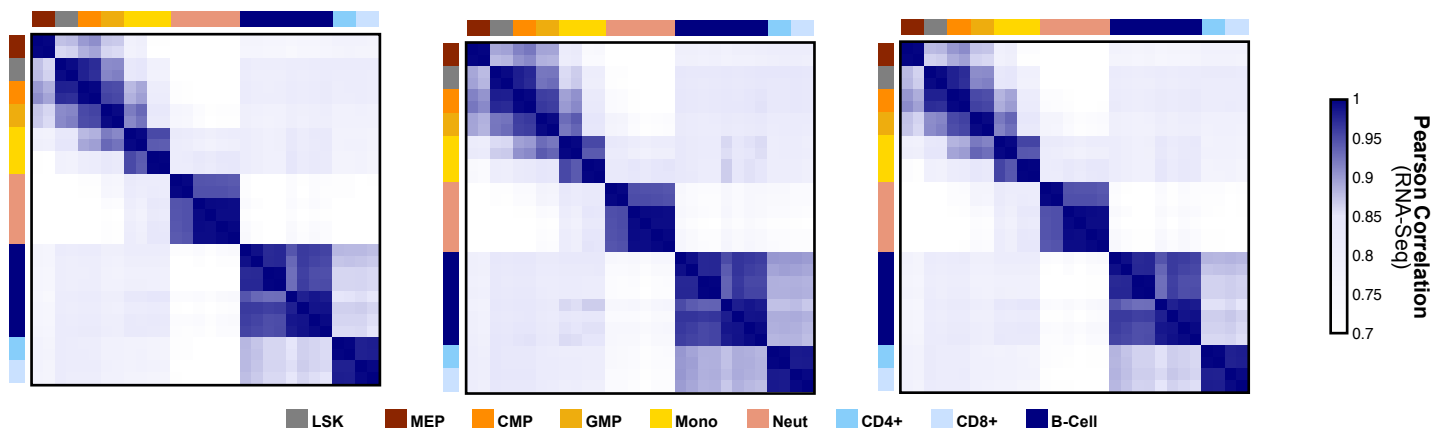 1
0.95
0.9
0.85
0.8
0.75
0.7
Pearson Correlation
(RNA-Seq)
LSK MEP CMP GMP Mono Neut CD4+ CD8+ B-Cell